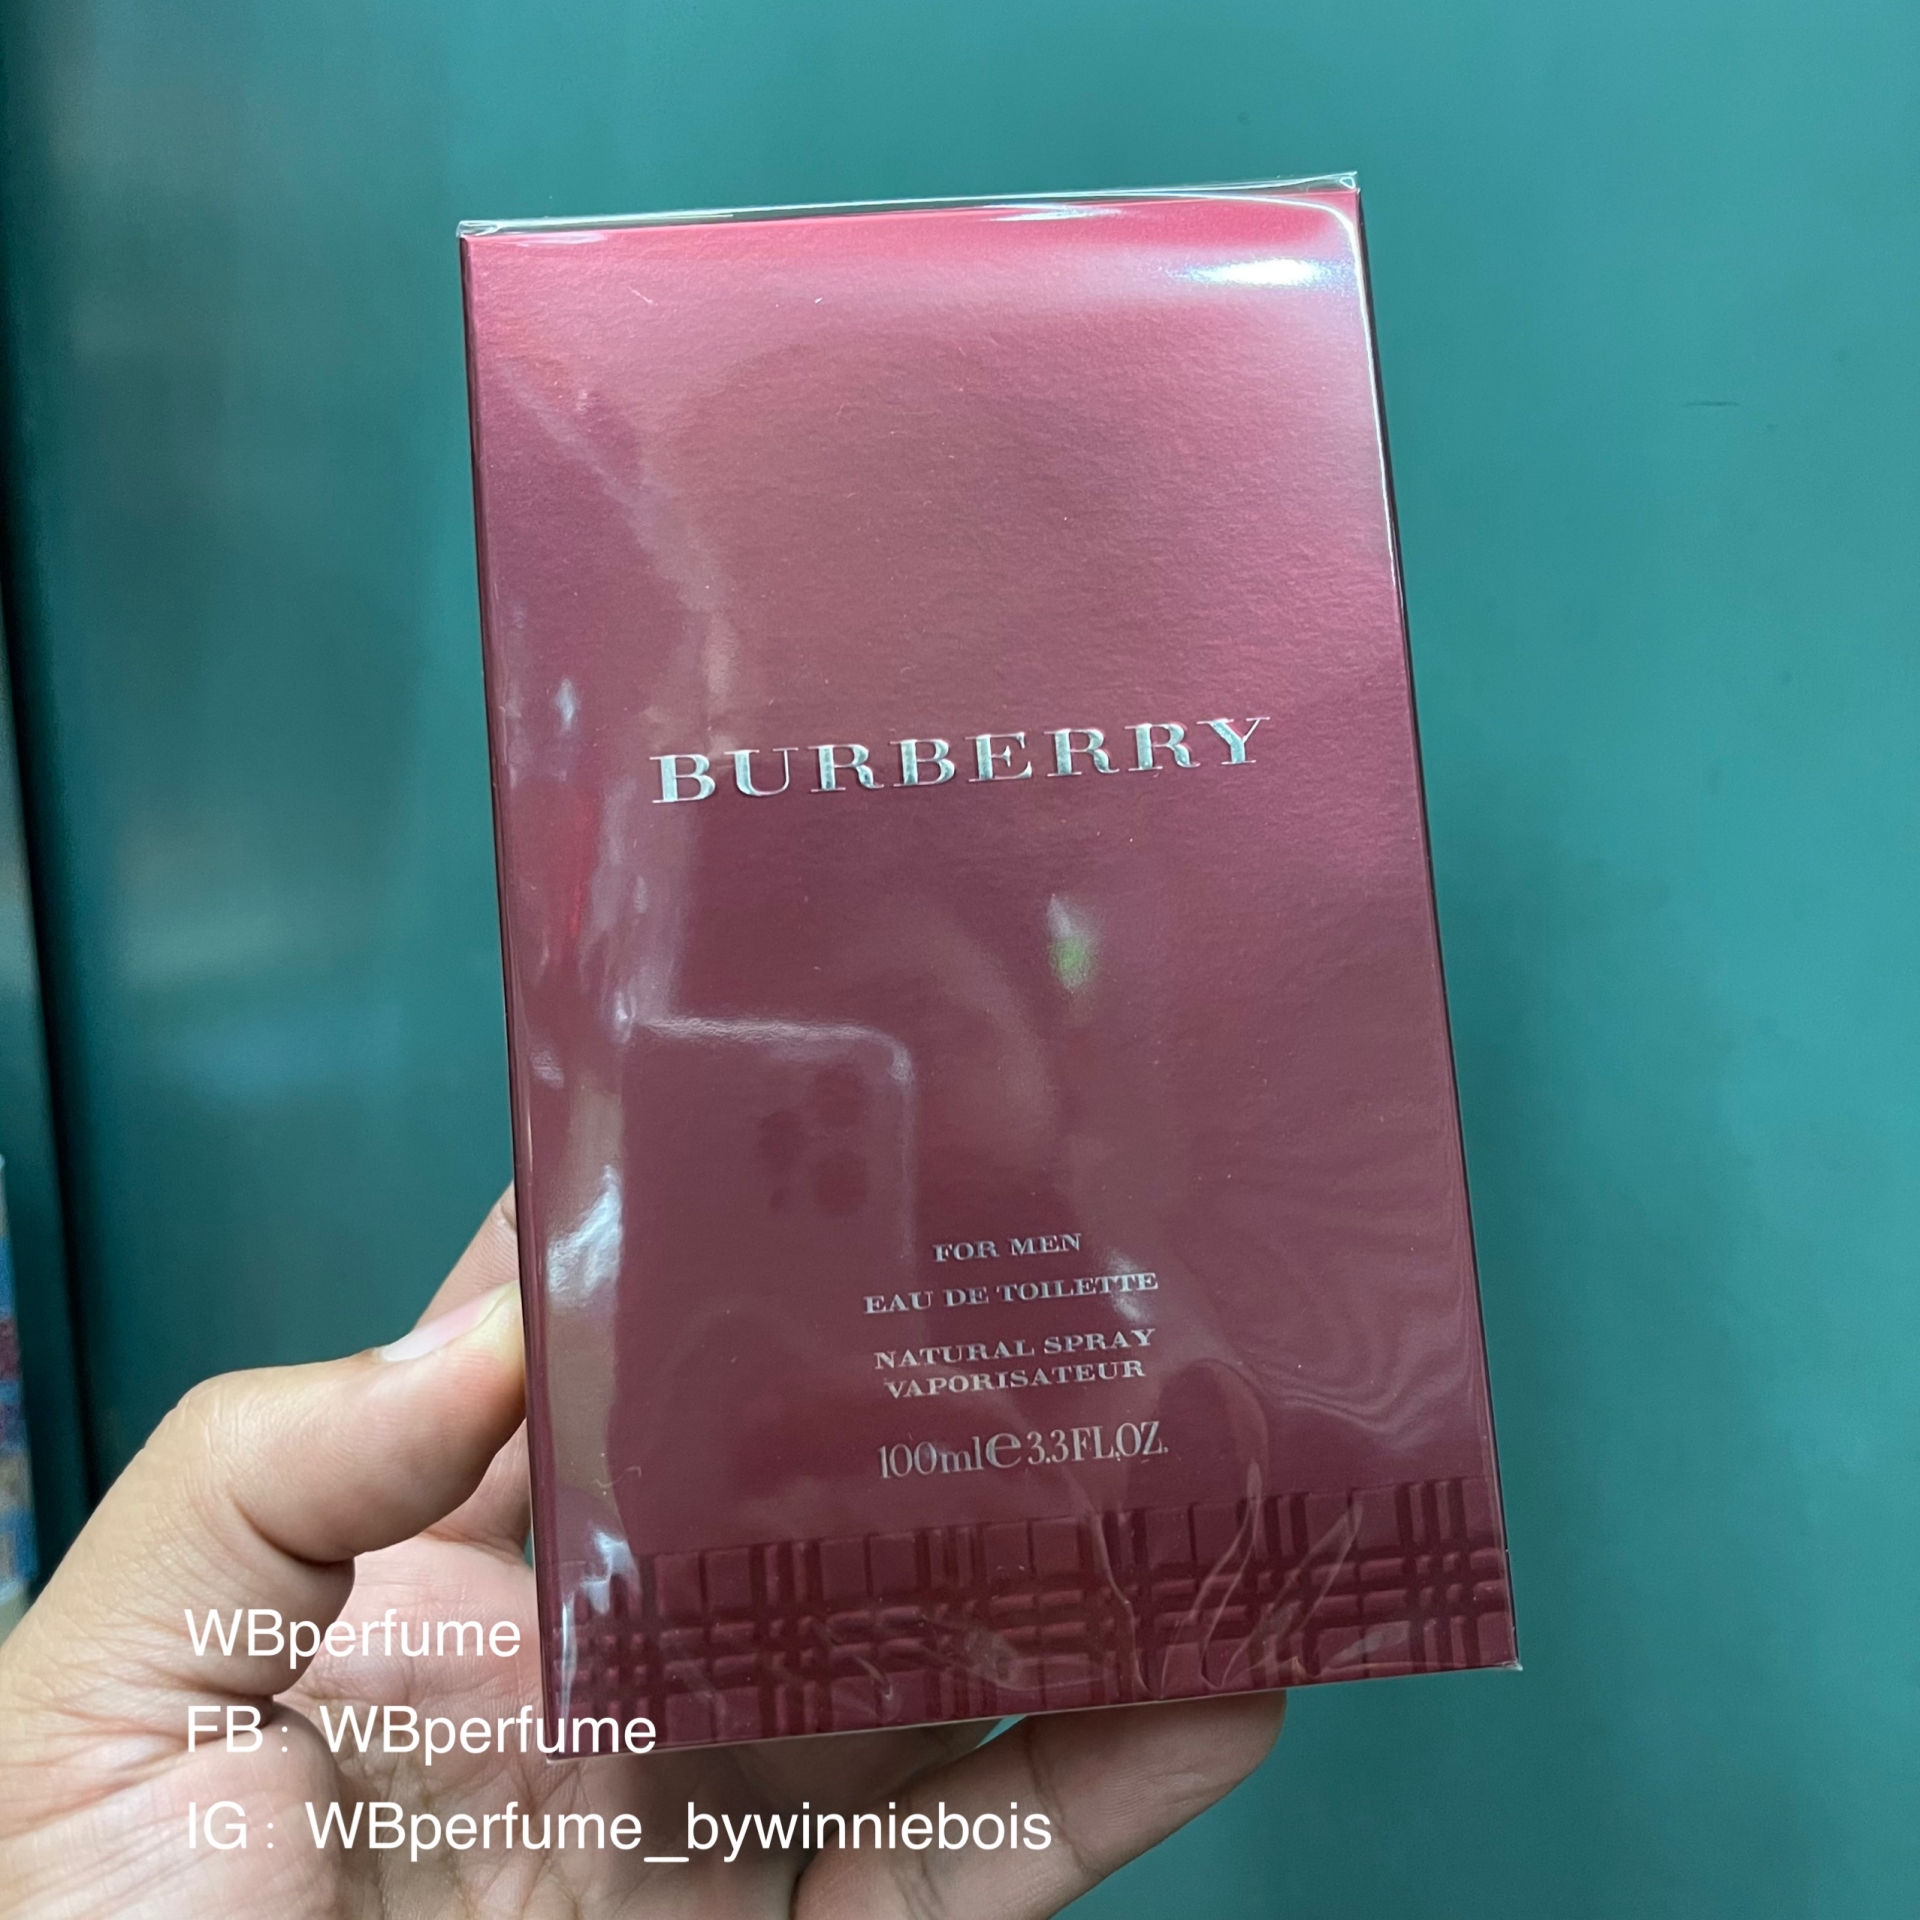 BURBERRY
FOR MEN
EAU DE TOILETTE
NATURAL SPRAY
VAPORISATEUR
100ml℮3.3FL.OZ.
WBperfume
FB : WBperfume
IG : WBperfume_bywinniebois